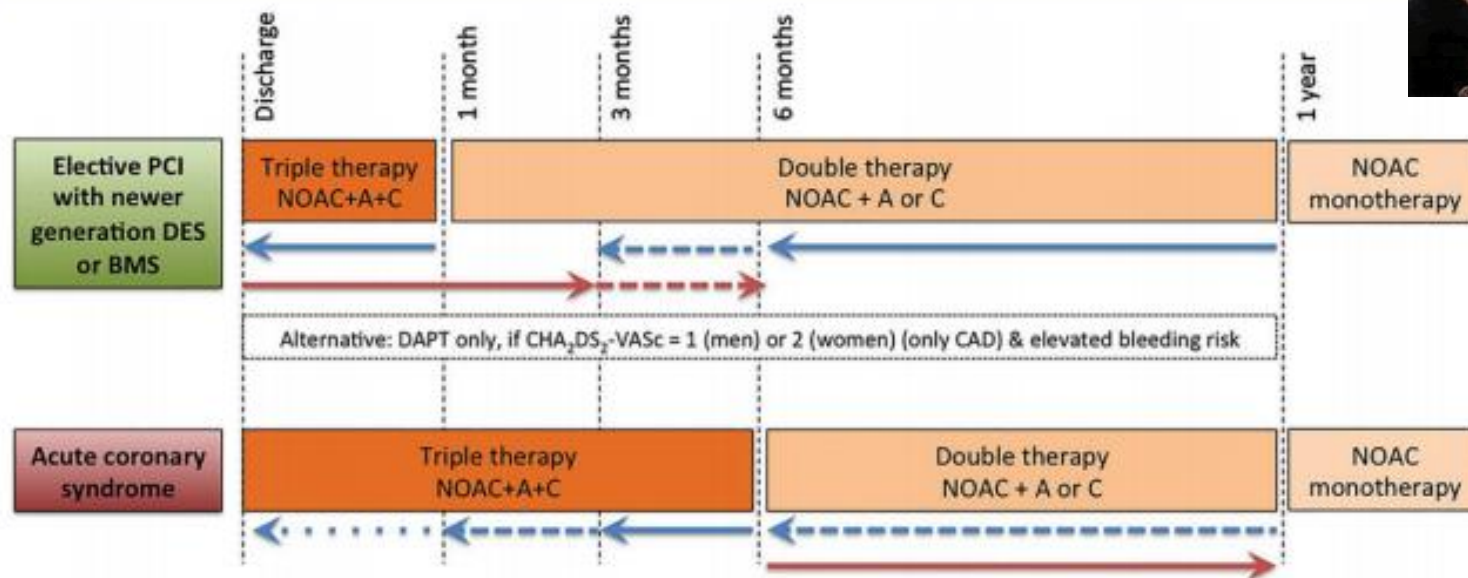 Discharge
1 month
3 months
6 months
1 year
Elective PCI
with newer
generation DES
or BMS
Triple therapy
NOAC+A+C
Double therapy
NOAC + A or C
NOAC
monotherapy
Alternative: DAPT only, if CHA₂DS₂-VASc = 1 (men) or 2 (women) (only CAD) & elevated bleeding risk
Acute coronary
syndrome
Triple therapy
NOAC+A+C
Double therapy
NOAC + A or C
NOAC
monotherapy